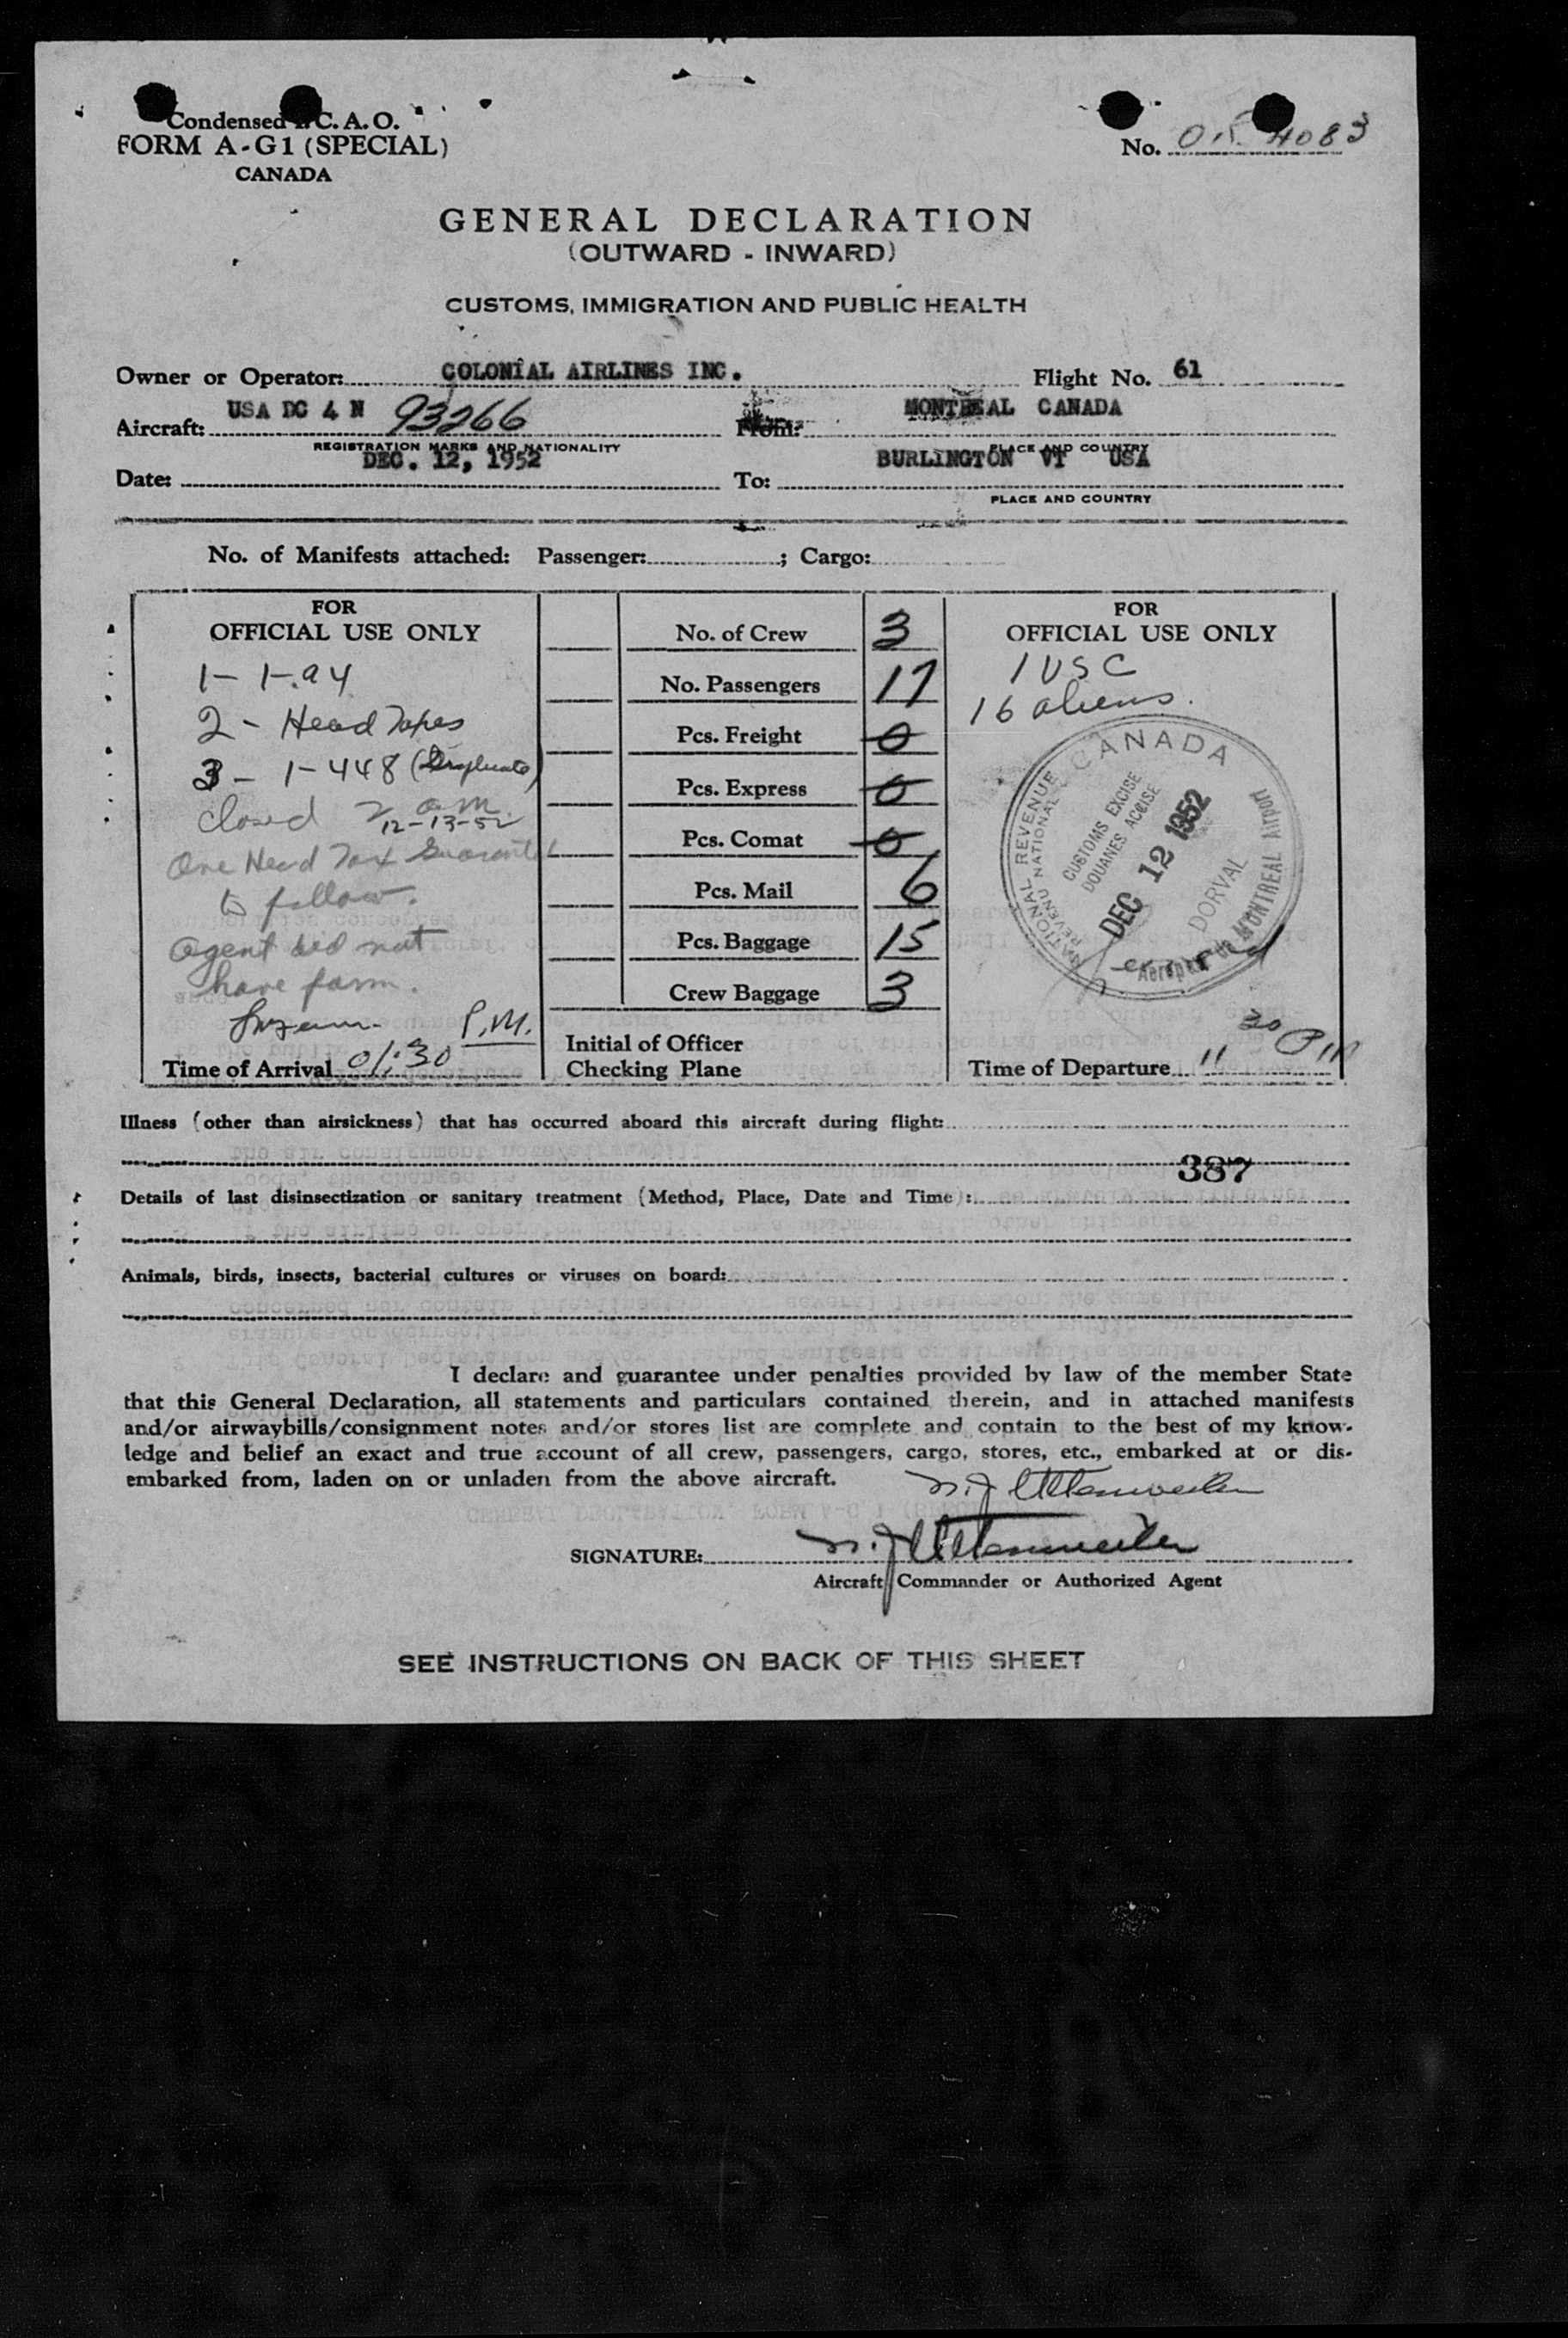 Condensed I. C. A. O.
FORM A-G1 (SPECIAL)
CANADA
No. 4083
GENERAL DECLARATION
(OUTWARD - INWARD)
CUSTOMS, IMMIGRATION AND PUBLIC HEALTH
Owner or Operator: COLONIAL AIRLINES INC. Flight No. 61
Aircraft: USA DC 4 N 93266 From: MONTREAL CANADA
REGISTRATION MARKS AND NATIONALITY PLACE AND COUNTRY
Date: DEC. 12, 1952 To: BURLINGTON VT USA
PLACE AND COUNTRY
No. of Manifests attached: Passenger: ; Cargo:
FOR
OFFICIAL USE ONLY
1- 1-94
2 - Head Taxes
3 - 1-448 (
closed 2 a.m.
12-13-52
One Head Tax Guarantee
to follow.
Agent did not
have form.
P.M.
Time of Arrival 01:30
No. of Crew 3
No. Passengers 17
Pcs. Freight 0
Pcs. Express 0
Pcs. Comat 0
Pcs. Mail 6
Pcs. Baggage 15
Crew Baggage 3
Initial of Officer
Checking Plane
FOR
OFFICIAL USE ONLY
1 USC
16 aliens.
CANADA
NATIONAL REVENUE
REVENU NATIONAL
CUSTOMS EXCISE
DOUANES ACCISE
DEC 12 1952
DORVAL
MONTREAL Airport
Aeroport de
Time of Departure 11 30 PM
Illness (other than airsickness) that has occurred aboard this aircraft during flight:
387
Details of last disinsectization or sanitary treatment (Method, Place, Date and Time):
Animals, birds, insects, bacterial cultures or viruses on board:
I declare and guarantee under penalties provided by law of the member State
that this General Declaration, all statements and particulars contained therein, and in attached manifests
and/or airwaybills/consignment notes and/or stores list are complete and contain to the best of my know-
ledge and belief an exact and true account of all crew, passengers, cargo, stores, etc., embarked at or dis-
embarked from, laden on or unladen from the above aircraft.
SIGNATURE:
Aircraft Commander or Authorized Agent
SEE INSTRUCTIONS ON BACK OF THIS SHEET